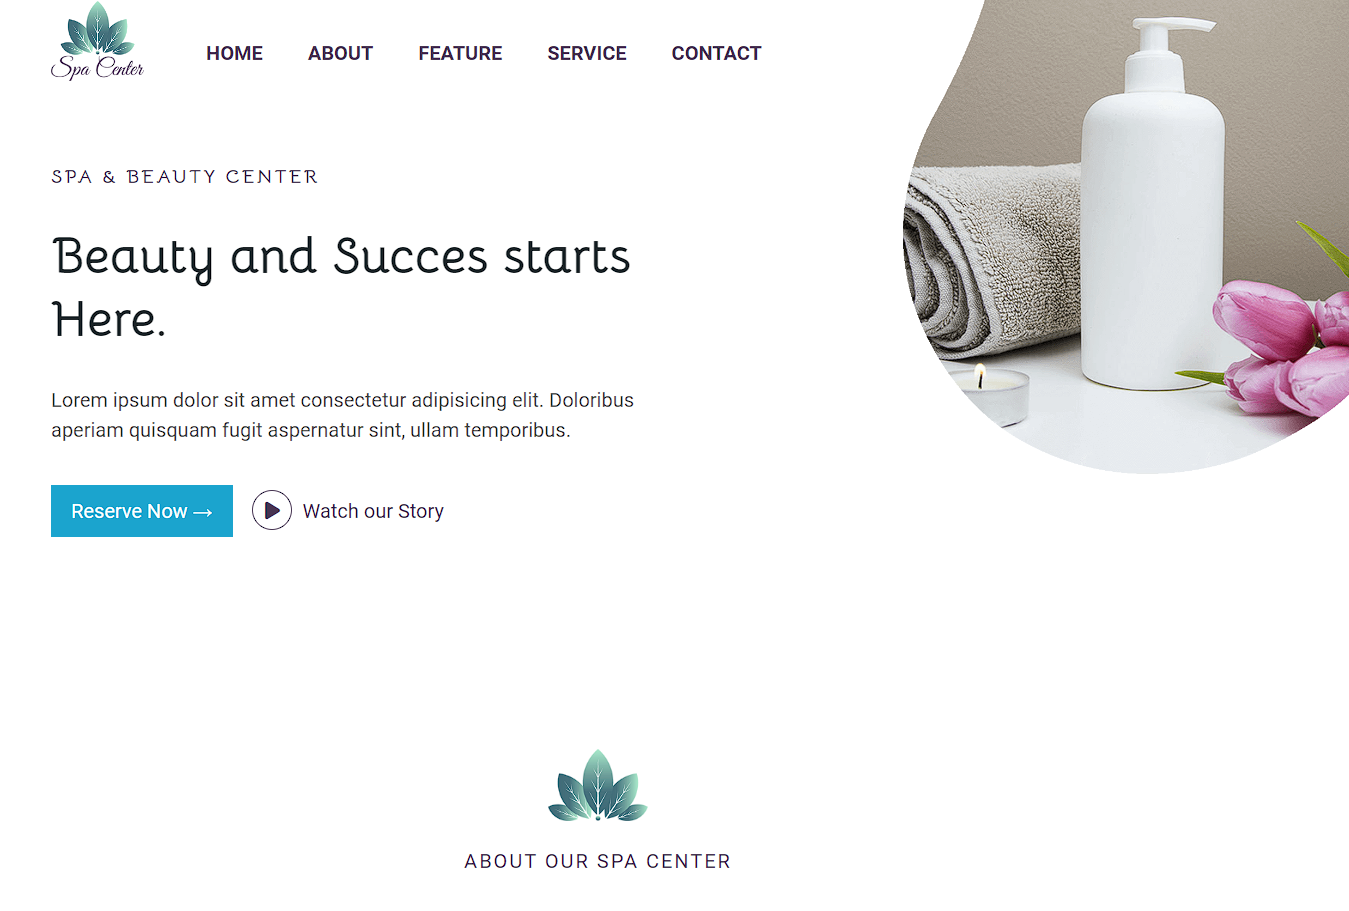 Spa Center
HOME ABOUT FEATURE SERVICE CONTACT
SPA & BEAUTY CENTER
Beauty and Succes starts
Here.
Lorem ipsum dolor sit amet consectetur adipisicing elit. Doloribus
aperiam quisquam fugit aspernatur sint, ullam temporibus.
Reserve Now → Watch our Story
ABOUT OUR SPA CENTER